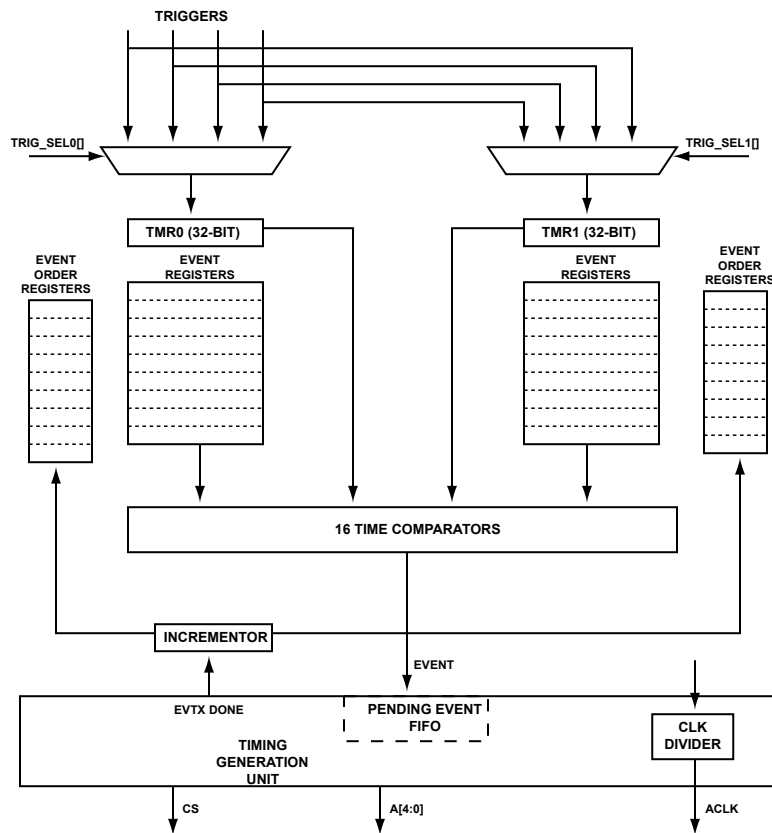 TRIGGERS
TRIG_SEL0[]
TRIG_SEL1[]
TMR0 (32-BIT)
TMR1 (32-BIT)
EVENT
ORDER
REGISTERS
EVENT
REGISTERS
EVENT
REGISTERS
EVENT
ORDER
REGISTERS
16 TIME COMPARATORS
INCREMENTOR
EVENT
EVTX DONE
PENDING EVENT
FIFO
CLK
DIVIDER
TIMING
GENERATION
UNIT
CS
A[4:0]
ACLK